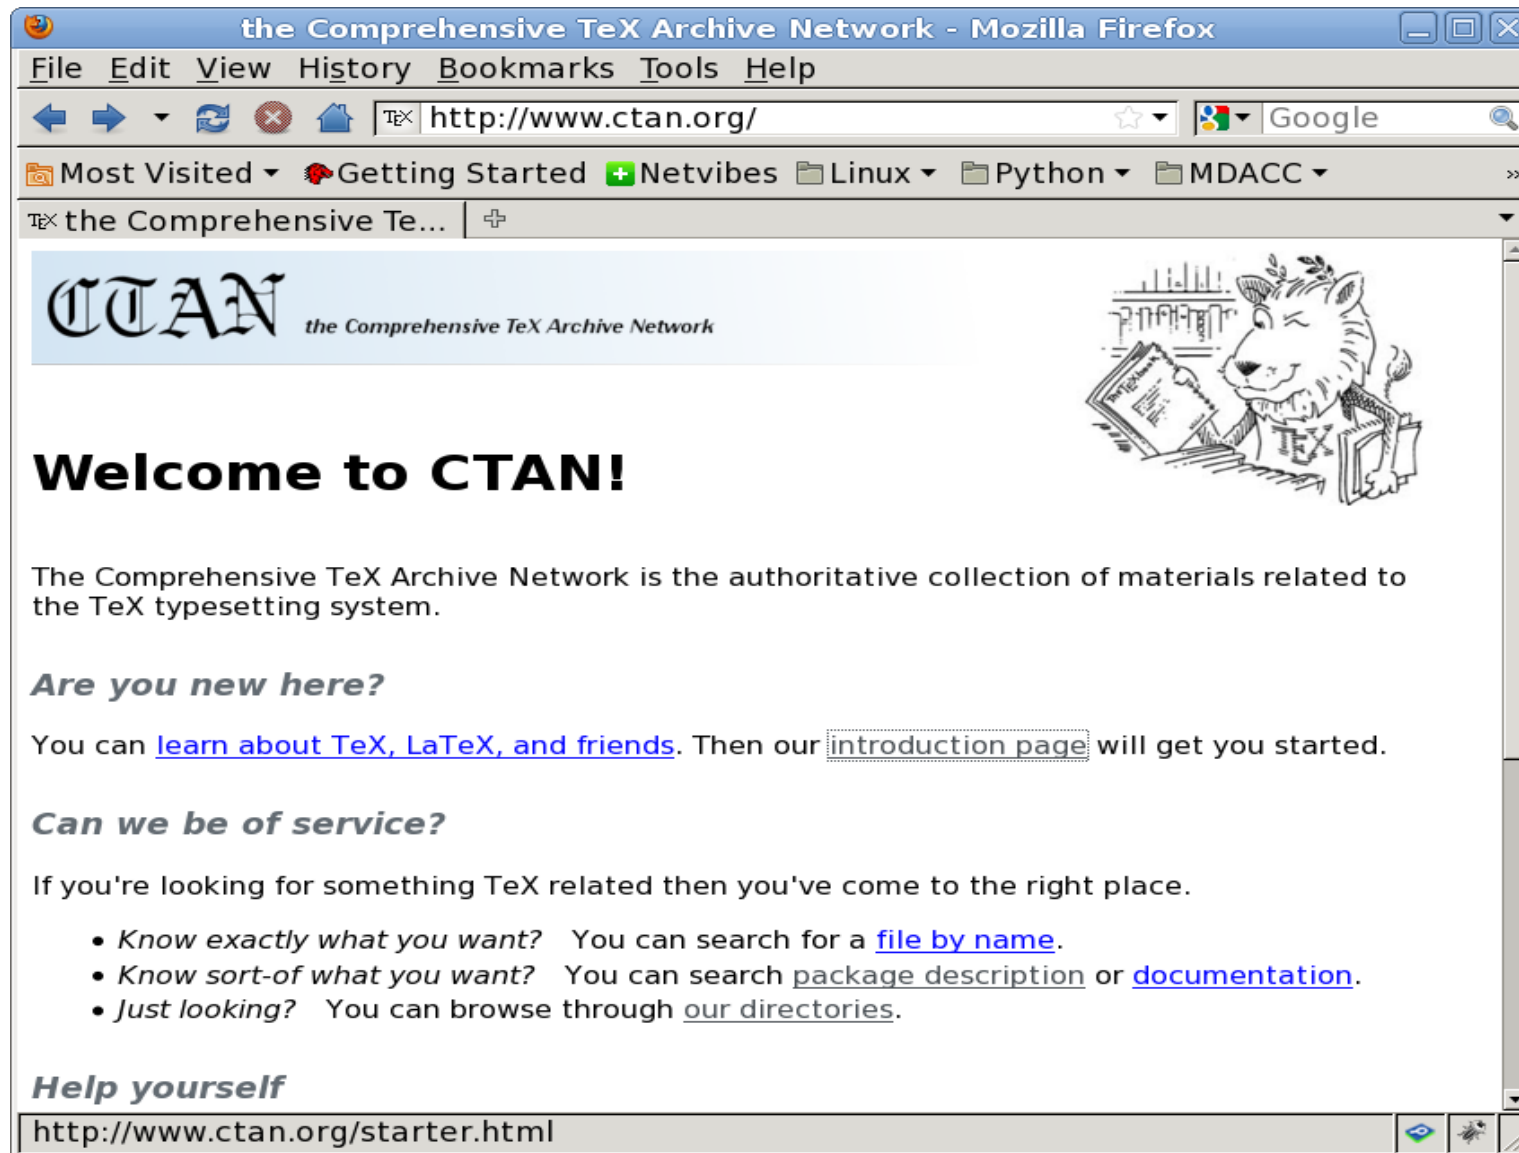 the Comprehensive TeX Archive Network - Mozilla Firefox
File Edit View History Bookmarks Tools Help
TEX http://www.ctan.org/ Google
Most Visited Getting Started Netvibes Linux Python MDACC »
TEX the Comprehensive Te...
CTAN the Comprehensive TeX Archive Network
The TEXbook
TEX
Welcome to CTAN!
The Comprehensive TeX Archive Network is the authoritative collection of materials related to
the TeX typesetting system.
Are you new here?
You can learn about TeX, LaTeX, and friends. Then our introduction page will get you started.
Can we be of service?
If you're looking for something TeX related then you've come to the right place.
• Know exactly what you want? You can search for a file by name.
• Know sort-of what you want? You can search package description or documentation.
• Just looking? You can browse through our directories.
Help yourself
http://www.ctan.org/starter.html